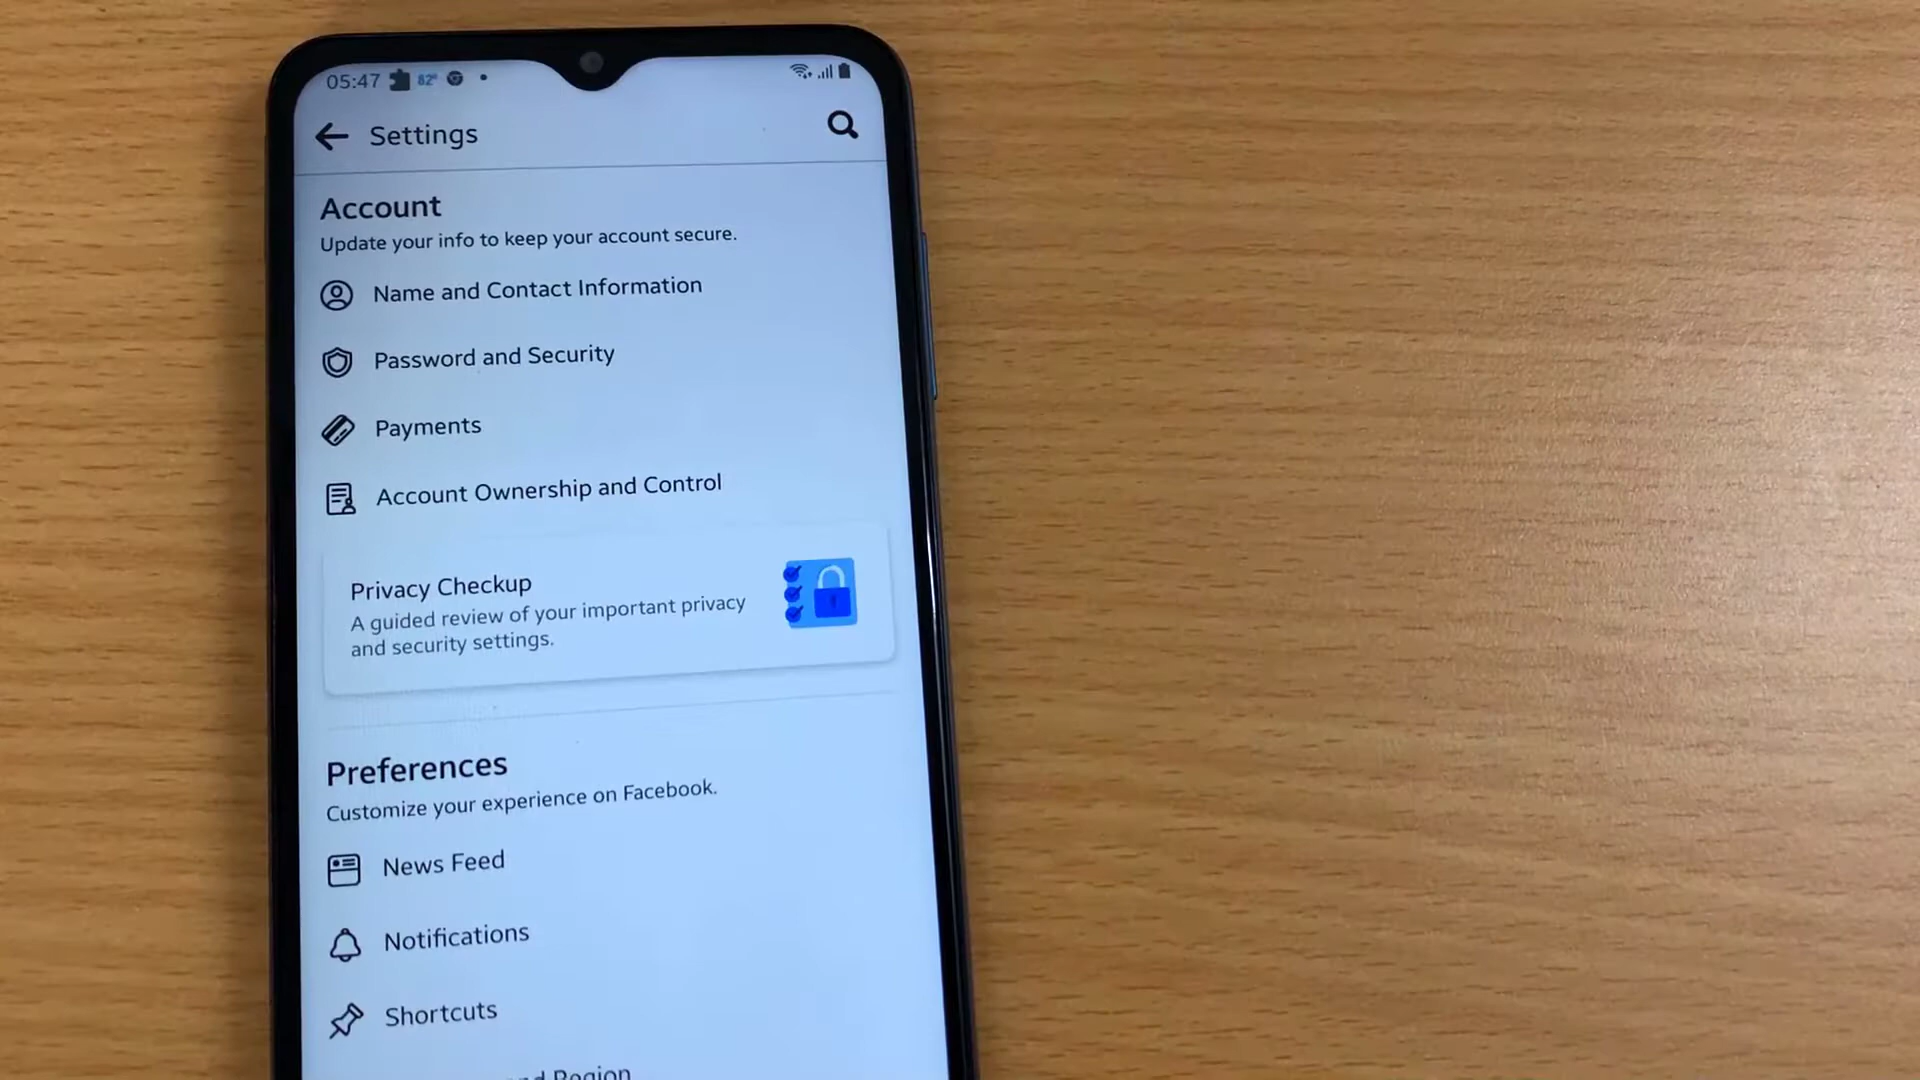 05:47 82°
Settings
Account
Update your info to keep your account secure.
Name and Contact Information
Password and Security
Payments
Account Ownership and Control
Privacy Checkup
A guided review of your important privacy
and security settings.
Preferences
Customize your experience on Facebook.
News Feed
Notifications
Shortcuts
Region